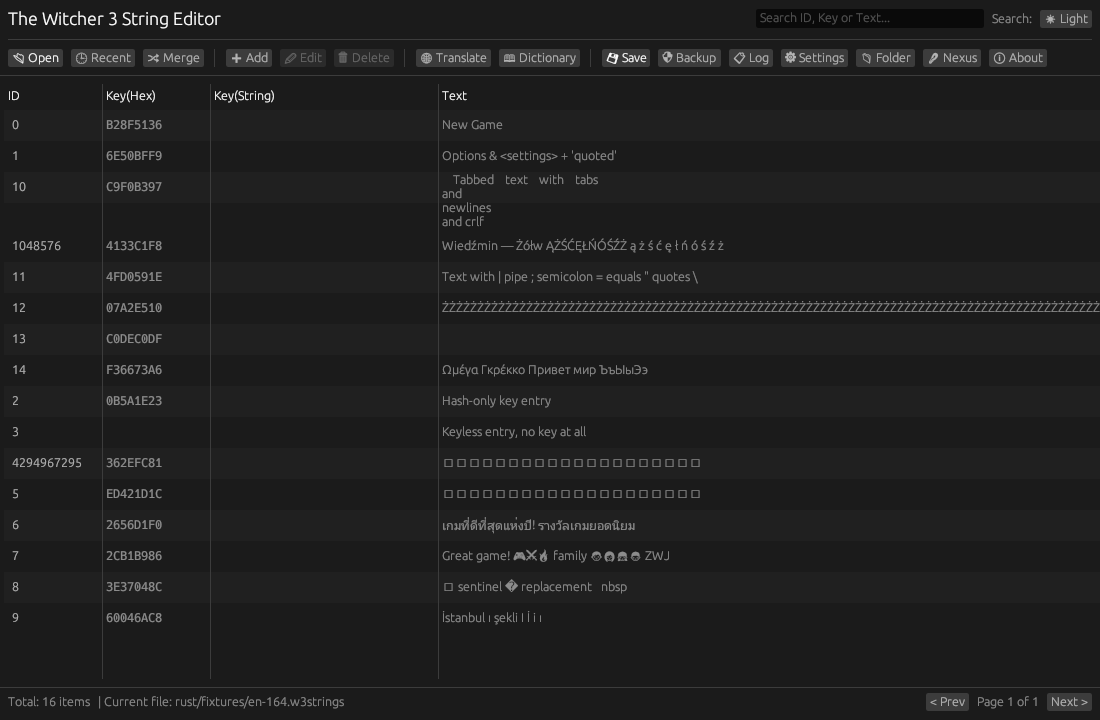 The Witcher 3 String Editor
Search ID, Key or Text...
Search:
Light
Open Recent Merge Add Edit Delete Translate Dictionary Save Backup Log Settings Folder Nexus About
ID Key(Hex) Key(String) Text
0 B28F5136 New Game
1 6E50BFF9 Options & <settings> + 'quoted'
10 C9F0B397 Tabbed text with tabs
and
newlines
and crlf
1048576 4133C1F8 Wiedźmin — Żółw ĄŻŚĆĘŁŃÓŚŹŻ ą ż ś ć ę ł ń ó ś ź ż
11 4FD0591E Text with | pipe ; semicolon = equals " quotes \
12 07A2E510
13 C0DEC0DF
14 F36673A6 Ωμέγα Γκρέκκο Привет мир ЪъЫыЭэ
2 0B5A1E23 Hash-only key entry
3 Keyless entry, no key at all
4294967295 362EFC81
5 ED421D1C
6 2656D1F0 เกมที่ดีที่สุดแห่งปี! รางวัลเกมยอดนิยม
7 2CB1B986 Great game! 🎮⚔🔥 family ZWJ
8 3E37048C sentinel � replacement nbsp
9 60046AC8 İstanbul ı şekli I İ i ı
Total: 16 items | Current file: rust/fixtures/en-164.w3strings
< Prev Page 1 of 1 Next >